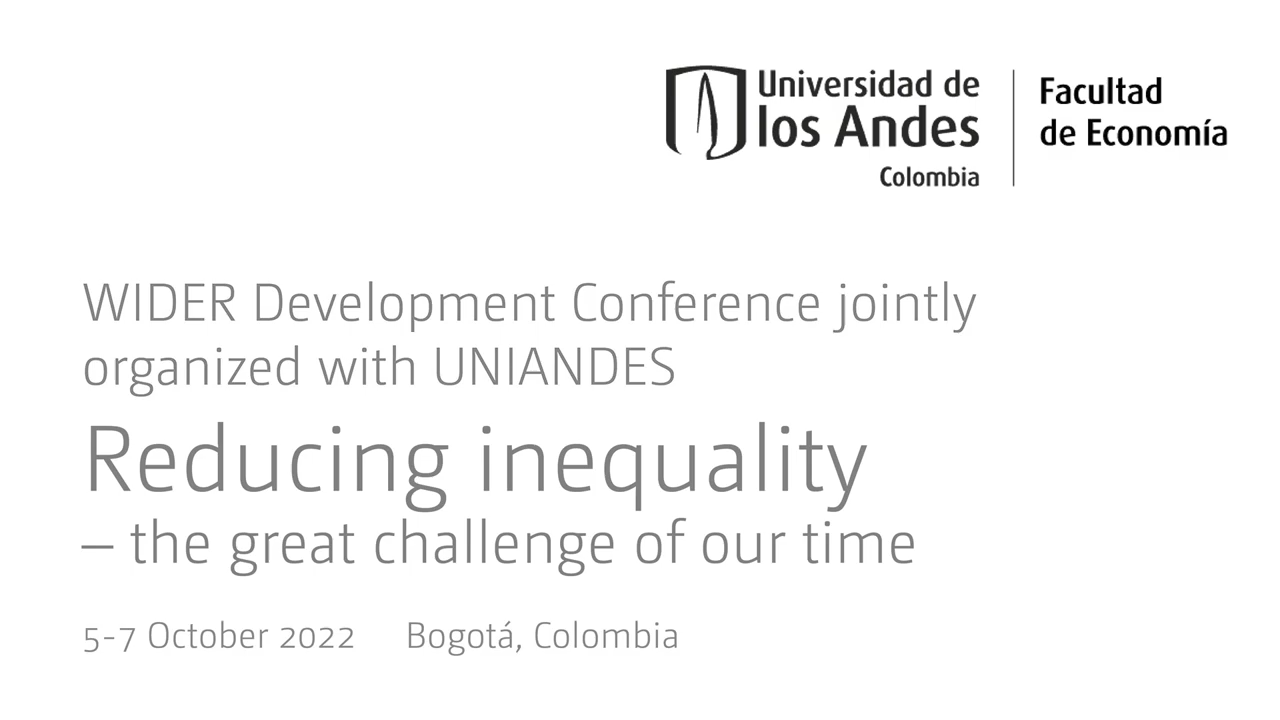 Universidad de
los Andes
Colombia
Facultad
de Economía
WIDER Development Conference jointly
organized with UNIANDES
Reducing inequality
– the great challenge of our time
5-7 October 2022 Bogotá, Colombia